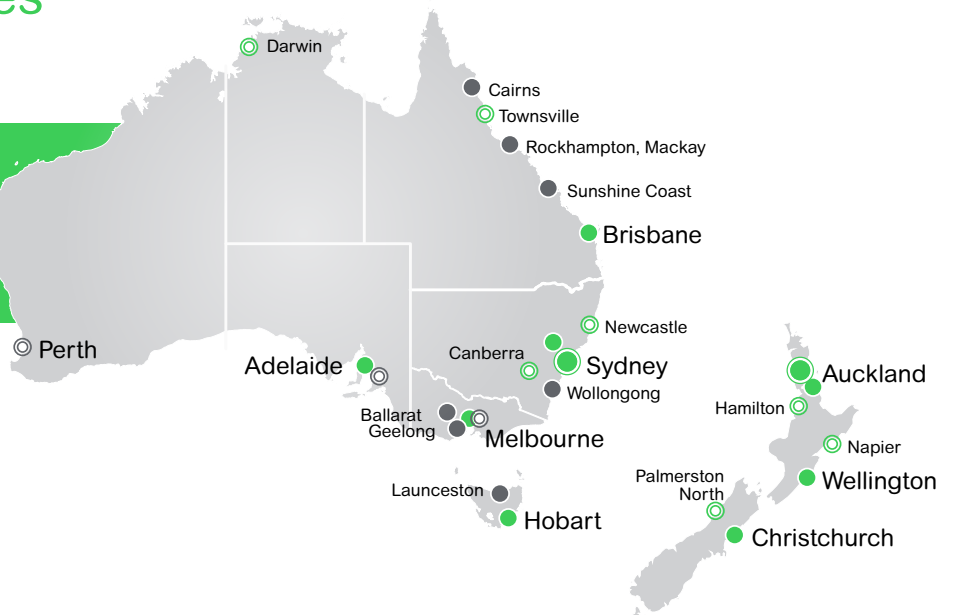 es
Darwin
Cairns
Townsville
Rockhampton, Mackay
Sunshine Coast
Brisbane
Newcastle
Perth
Adelaide
Canberra
Sydney
Wollongong
Ballarat
Geelong
Melbourne
Launceston
Hobart
Auckland
Hamilton
Napier
Palmerston
North
Wellington
Christchurch